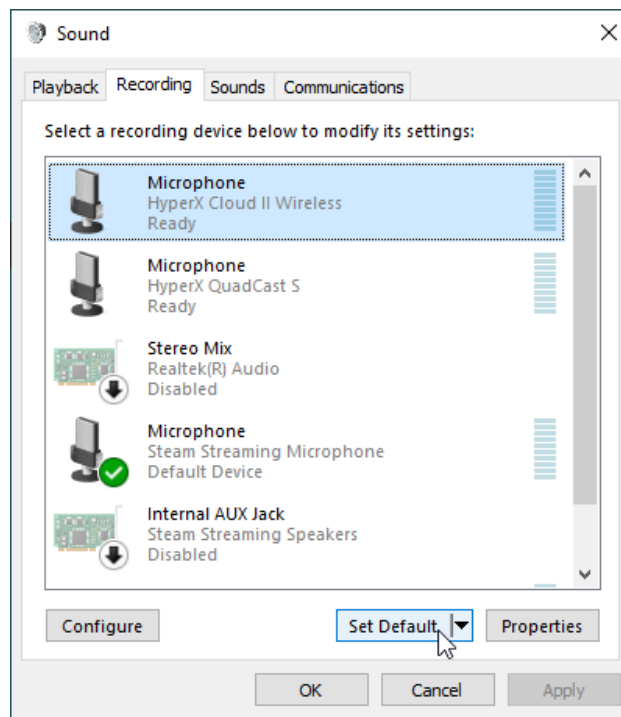 Sound
Playback Recording Sounds Communications
Select a recording device below to modify its settings:
Microphone
HyperX Cloud II Wireless
Ready
Microphone
HyperX QuadCast S
Ready
Stereo Mix
Realtek(R) Audio
Disabled
Microphone
Steam Streaming Microphone
Default Device
Internal AUX Jack
Steam Streaming Speakers
Disabled
Configure Set Default Properties
OK Cancel Apply